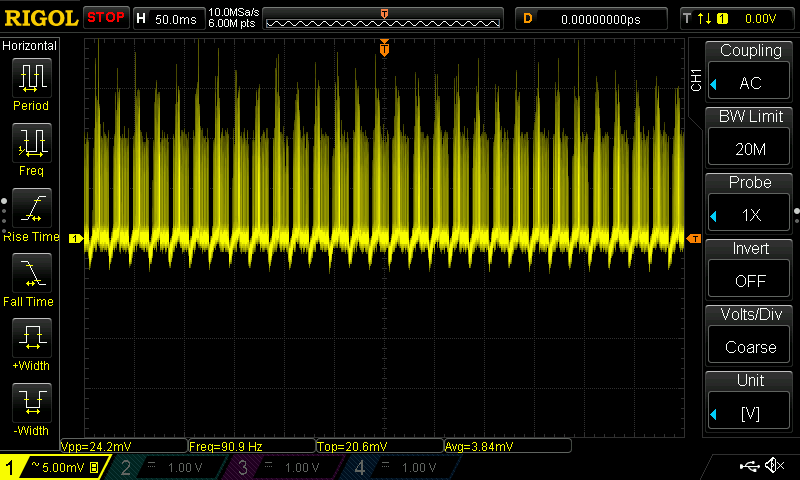 RIGOL STOP H 50.0ms 10.0MSa/s 6.00M pts T D 0.00000000ps T 1 0.00V
Horizontal
Period
Freq
Rise Time
Fall Time
+Width
-Width
T
1
T
CH1
Coupling
AC
BW Limit
20M
Probe
1X
Invert
OFF
Volts/Div
Coarse
Unit
[V]
Vpp=24.2mV Freq=90.9 Hz Top=20.6mV Avg=3.84mV
1 ~ 5.00mV B 2 1.00 V 3 1.00 V 4 1.00 V